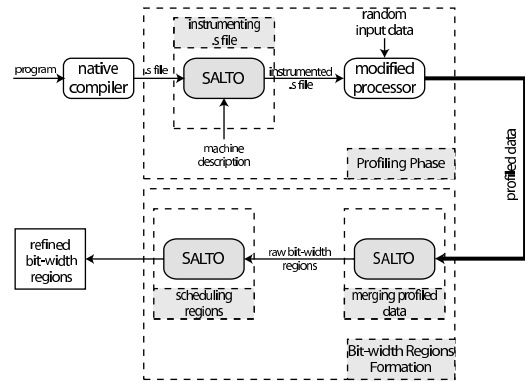 instrumenting
.s file
random
input data
program
native
compiler
.s file
SALTO
instrumented
.s file
modified
processor
machine
description
Profiling Phase
profiled data
refined
bit-width
regions
SALTO
raw bit-width
regions
SALTO
scheduling
regions
merging profiled
data
Bit-width Regions
Formation